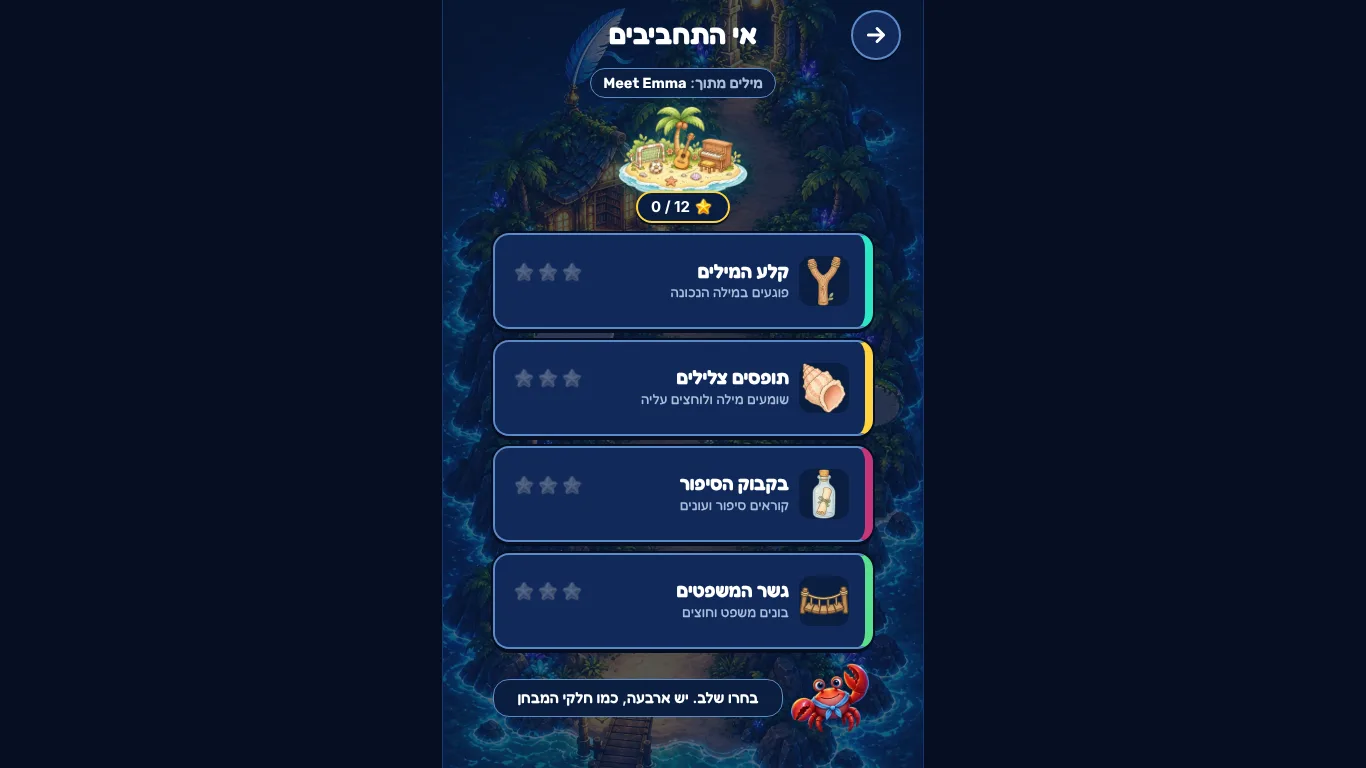 אי התחביבים
מילים מתוך: Meet Emma
0 / 12
קלע המילים
פוגעים במילה הנכונה
תופסים צלילים
שומעים מילה ולוחצים עליה
בקבוק הסיפור
קוראים סיפור ועונים
גשר המשפטים
בונים משפט וחוצים
בחרו שלב. יש ארבעה, כמו חלקי המבחן